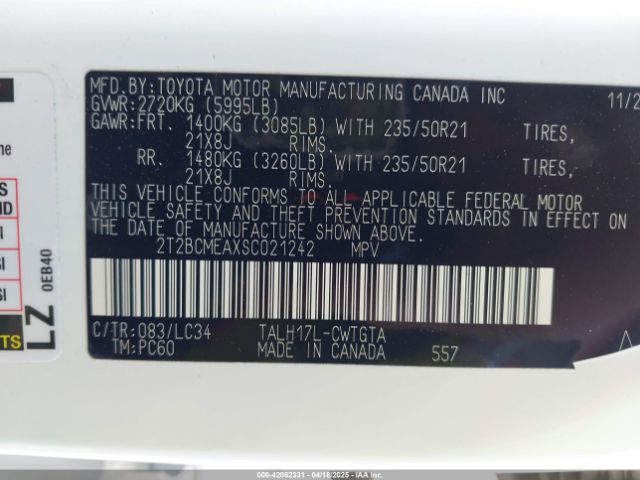 MFD.BY:TOYOTA MOTOR MANUFACTURING CANADA INC 11/2
GVWR:2720KG (5995LB)
GAWR:FRT. 1400KG (3085LB) WITH 235/50R21 TIRES,
21X8J RIMS.
RR. 1480KG (3260LB) WITH 235/50R21 TIRES,
21X8J RIMS.
THIS VEHICLE CONFORMS TO ALL APPLICABLE FEDERAL MOTOR
VEHICLE SAFETY AND THEFT PREVENTION STANDARDS IN EFFECT ON
THE DATE OF MANUFACTURE SHOWN ABOVE.
2T2BCMEAXSC021242 MPV
C/TR:083/LC34 TALH17L-CWTGTA
TM:PC60 MADE IN CANADA 557
LZ 0EB40
000-42062331 - 04/18/2025 - IAA, Inc.